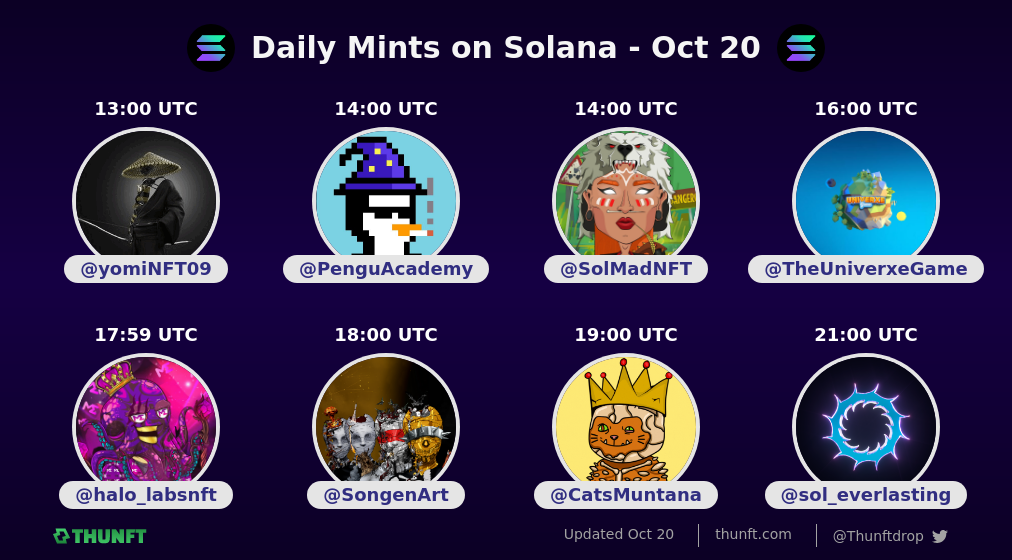 Daily Mints on Solana - Oct 20
13:00 UTC
14:00 UTC
14:00 UTC
16:00 UTC
DANGER
UNIVERXE
@yomiNFT09
@PenguAcademy
@SolMadNFT
@TheUniverxeGame
17:59 UTC
18:00 UTC
19:00 UTC
21:00 UTC
@halo_labsnft
@SongenArt
@CatsMuntana
@sol_everlasting
THUNFT
Updated Oct 20
thunft.com
@Thunftdrop